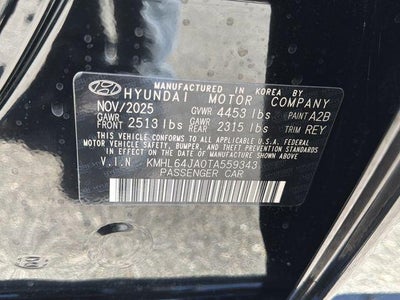 MANUFACTURED IN KOREA BY
HYUNDAI MOTOR COMPANY
NOV/2025 GVWR 4453 lbs PAINT A2B
GAWR FRONT 2513 lbs GAWR REAR 2315 lbs TRIM REY
THIS VEHICLE CONFORMS TO ALL APPLICABLE U.S.A. FEDERAL
MOTOR VEHICLE SAFETY, BUMPER, AND THEFT PREVENTION STANDARDS
IN EFFECT ON THE DATE OF MANUFACTURE SHOWN ABOVE.
V.I.N KMHL64JA0TA559343
PASSENGER CAR